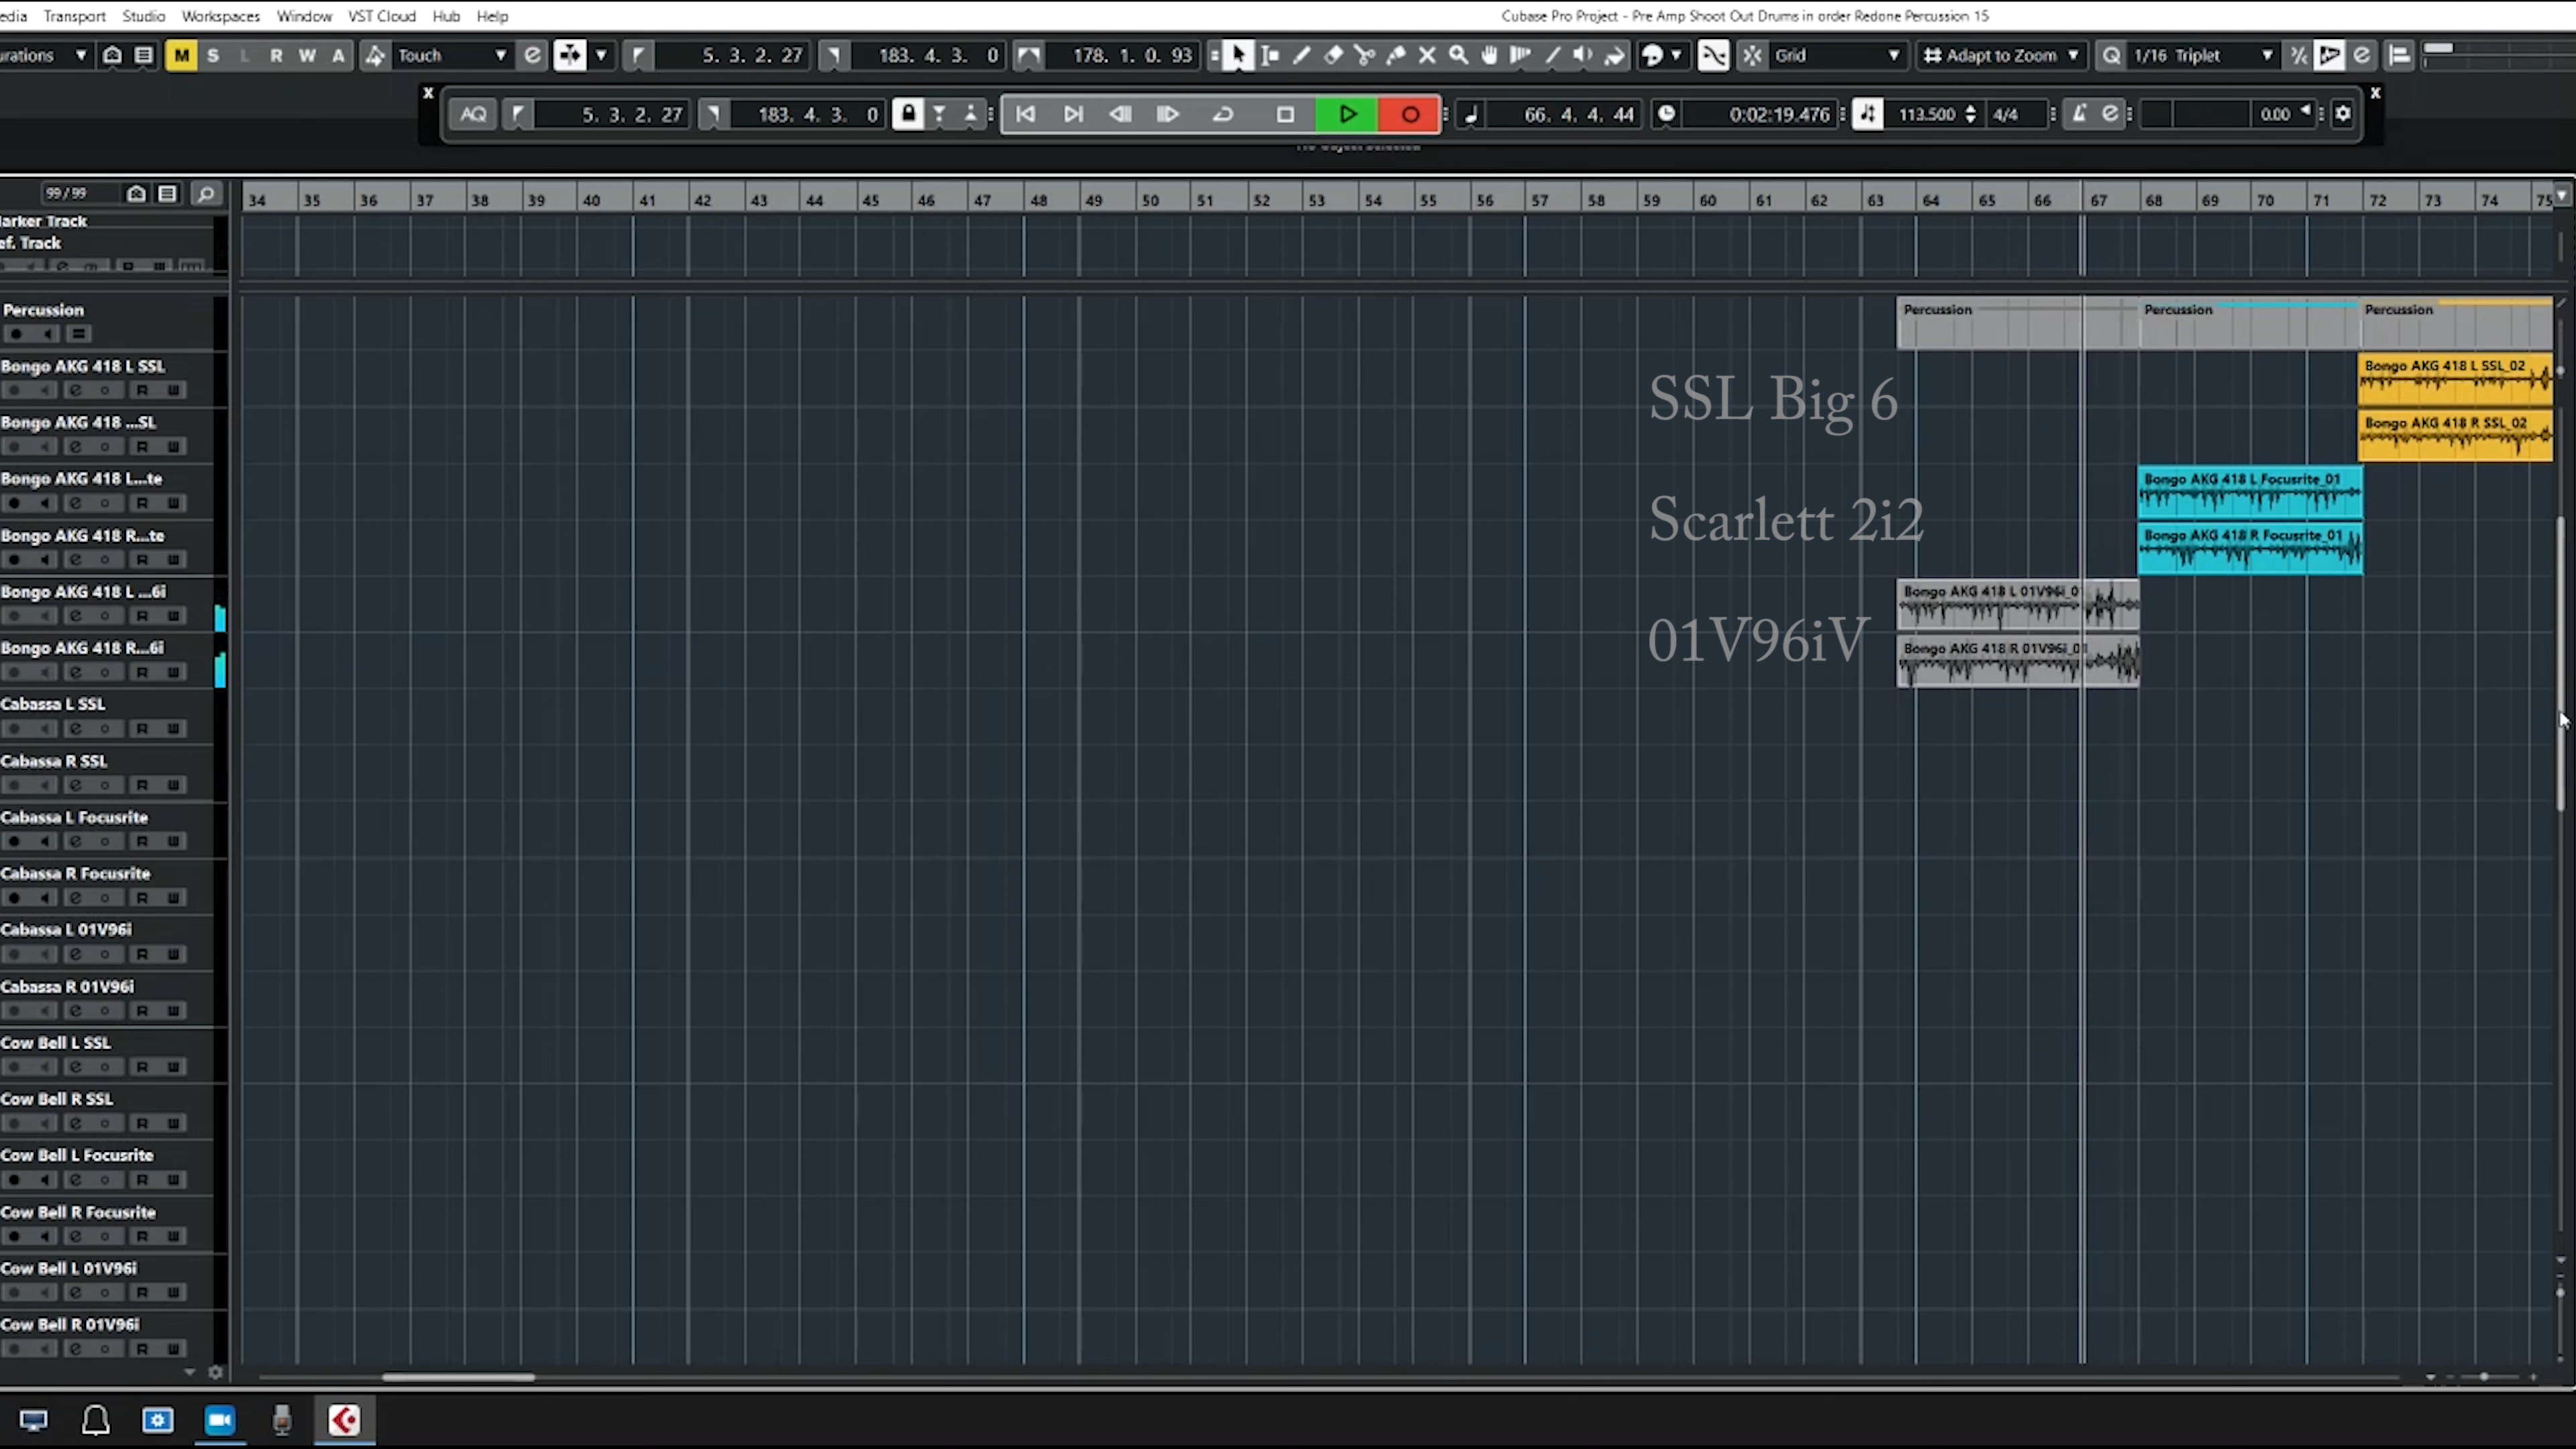 edia Transport Studio Workspaces Window VST Cloud Hub Help
Cubase Pro Project - Pre Amp Shoot Out Drums in order Redone Percussion 15
urations M S L R W A Touch 5. 3. 2. 27 183. 4. 3. 0 178. 1. 0. 93 Grid Adapt to Zoom Q 1/16 Triplet
AQ 5. 3. 2. 27 183. 4. 3. 0 66. 4. 4. 44 0:02:19.476 113.500 4/4 0.00
99 / 99
34 35 36 37 38 39 40 41 42 43 44 45 46 47 48 49 50 51 52 53 54 55 56 57 58 59 60 61 62 63 64 65 66 67 68 69 70 71 72 73 74 75
larker Track
ef. Track
Percussion
Percussion Percussion Percussion
Bongo AKG 418 L SSL
Bongo AKG 418 L SSL_02
SSL Big 6
Bongo AKG 418 ...SL
Bongo AKG 418 R SSL_02
Bongo AKG 418 L...te
Bongo AKG 418 L Focusrite_01
Scarlett 2i2
Bongo AKG 418 R...te
Bongo AKG 418 R Focusrite_01
Bongo AKG 418 L ...6i
Bongo AKG 418 L 01V96i_0
01V96iV
Bongo AKG 418 R...6i
Bongo AKG 418 R 01V96i_01
Cabassa L SSL
Cabassa R SSL
Cabassa L Focusrite
Cabassa R Focusrite
Cabassa L 01V96i
Cabassa R 01V96i
Cow Bell L SSL
Cow Bell R SSL
Cow Bell L Focusrite
Cow Bell R Focusrite
Cow Bell L 01V96i
Cow Bell R 01V96i